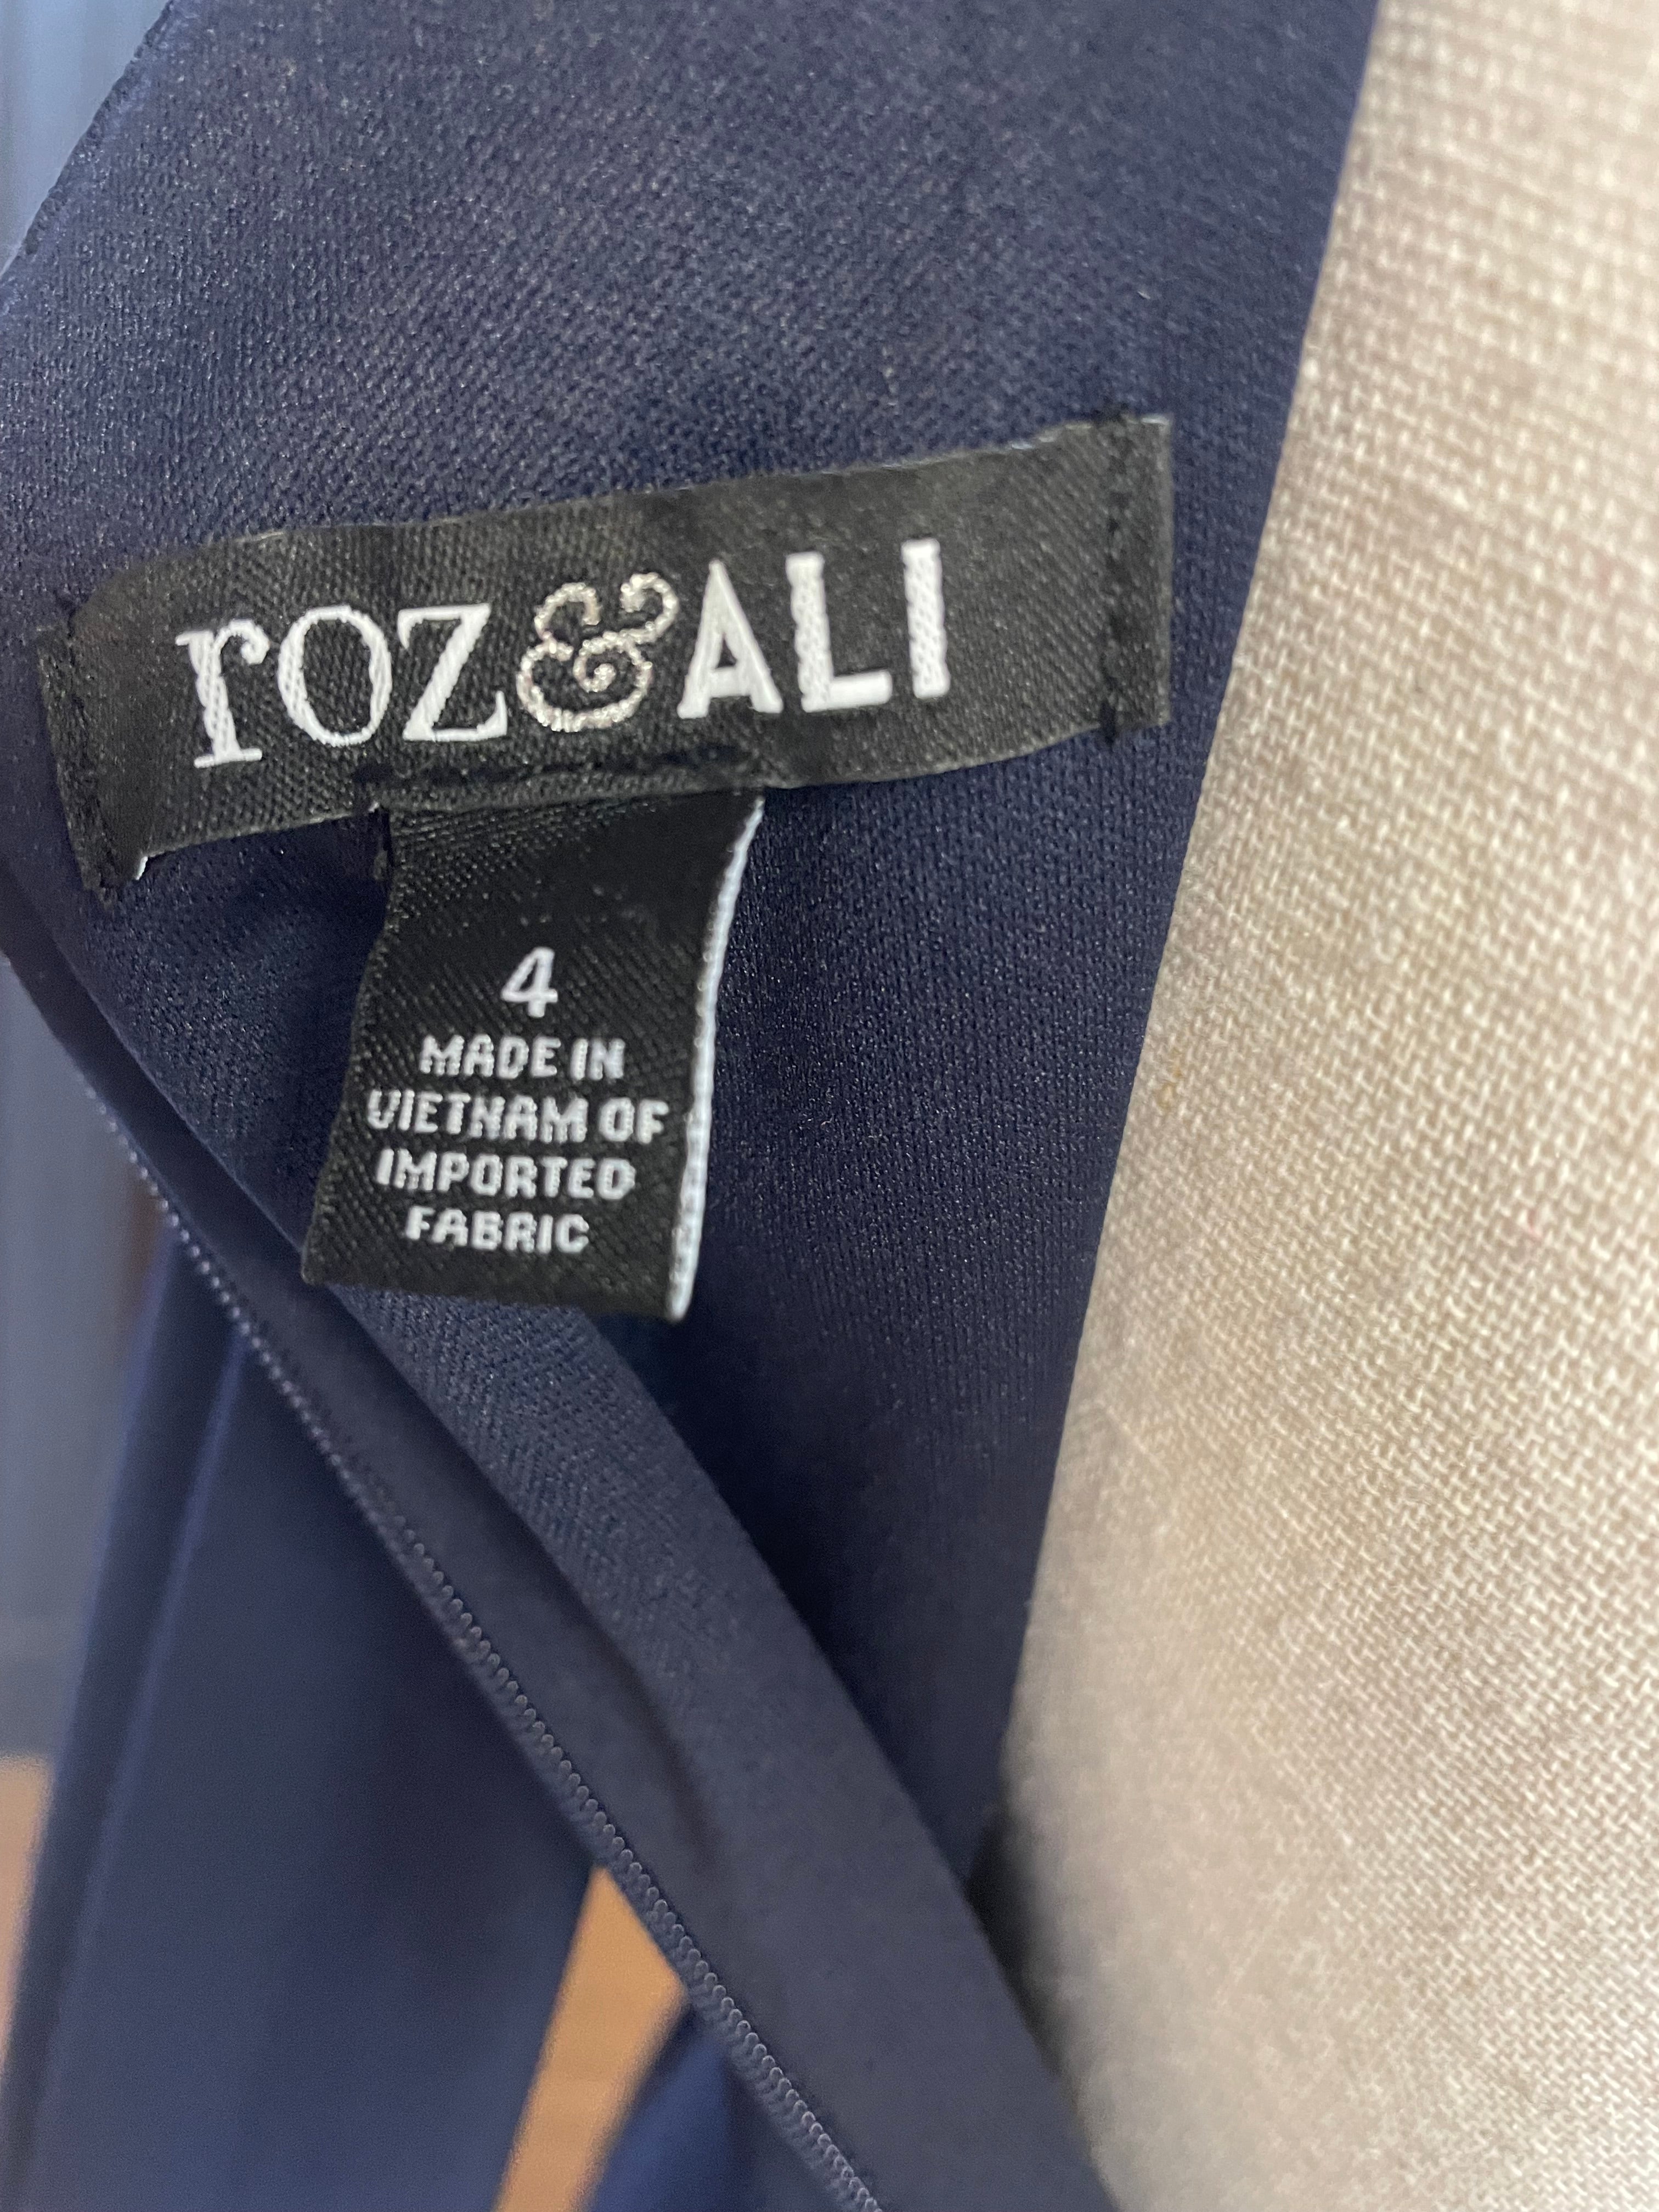 roz&ALI
4
MADE IN
VIETNAM OF
IMPORTED
FABRIC